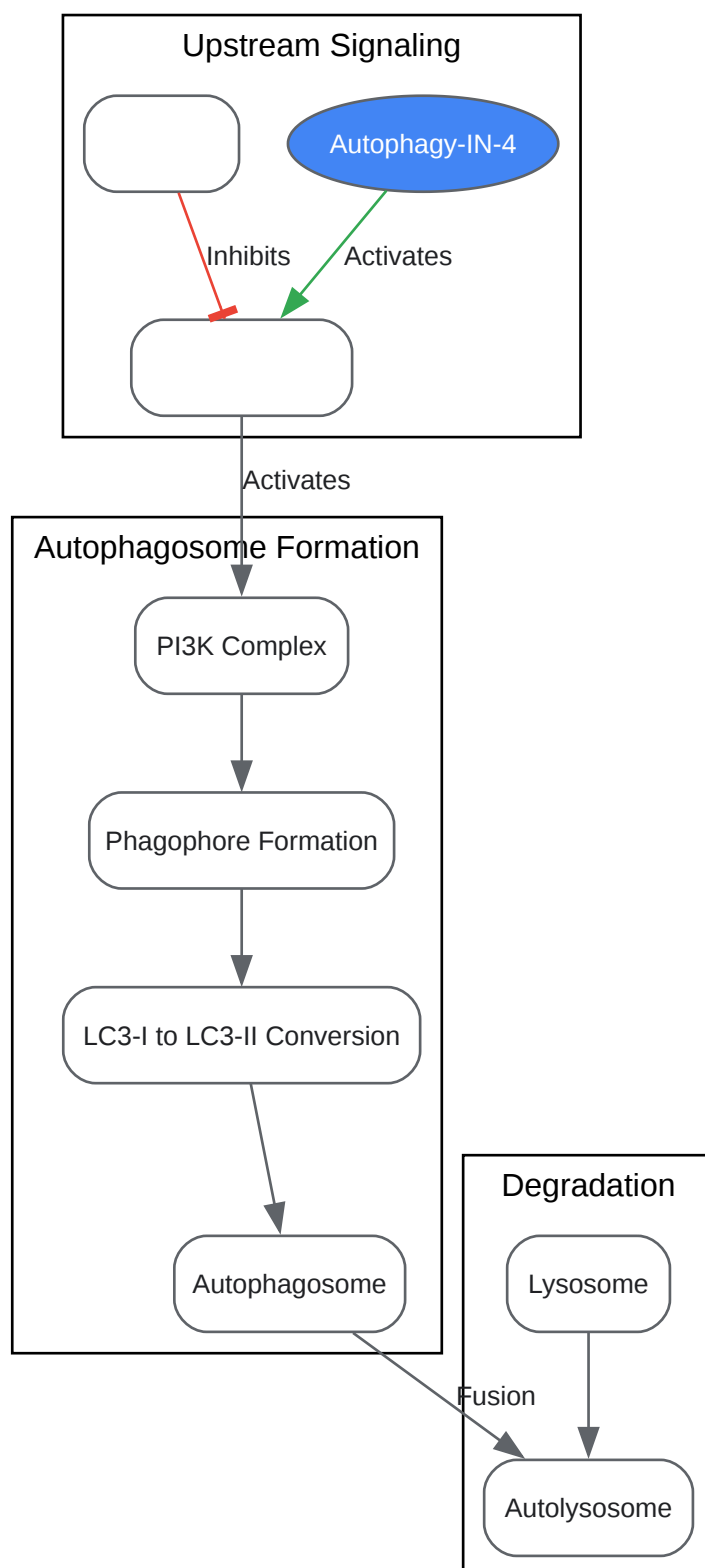 Upstream Signaling
Autophagy-IN-4
Inhibits
Activates
Activates
Autophagosome Formation
PI3K Complex
Phagophore Formation
LC3-I to LC3-II Conversion
Degradation
Autophagosome
Lysosome
Fusion
Autolysosome